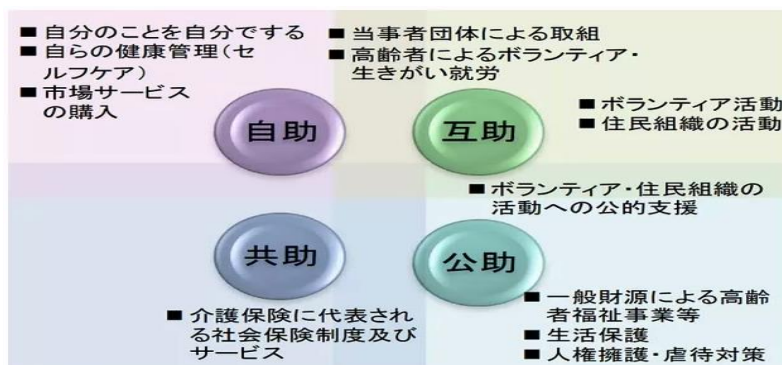 ■自分のことを自分でする
■自らの健康管理(セ
ルフケア)
■市場サービス
の購入
■当事者団体による取組
■高齢者によるボランティア・
生きがい就労
自助
互助
■ボランティア活動
■住民組織の活動
■ボランティア・住民組織の
活動への公的支援
共助
公助
■介護保険に代表され
る社会保険制度及び
サービス
■一般財源による高齢
者福祉事業等
■生活保護
■人権擁護・虐待対策